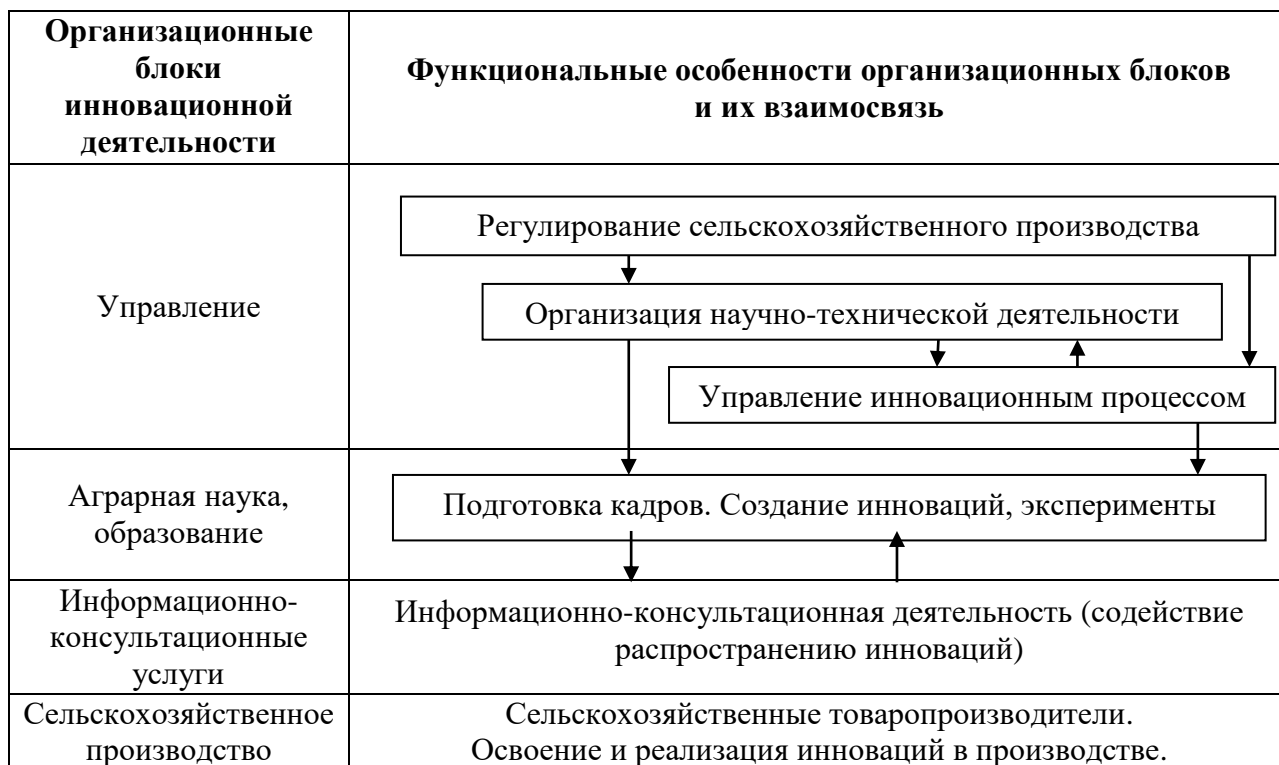 Организационные
блоки
инновационной
деятельности
Функциональные особенности организационных блоков
и их взаимосвязь
Управление
Регулирование сельскохозяйственного производства
Организация научно-технической деятельности
Управление инновационным процессом
Аграрная наука,
образование
Подготовка кадров. Создание инноваций, эксперименты
Информационно-
консультационные
услуги
Информационно-консультационная деятельность (содействие
распространению инноваций)
Сельскохозяйственное
производство
Сельскохозяйственные товаропроизводители.
Освоение и реализация инноваций в производстве.